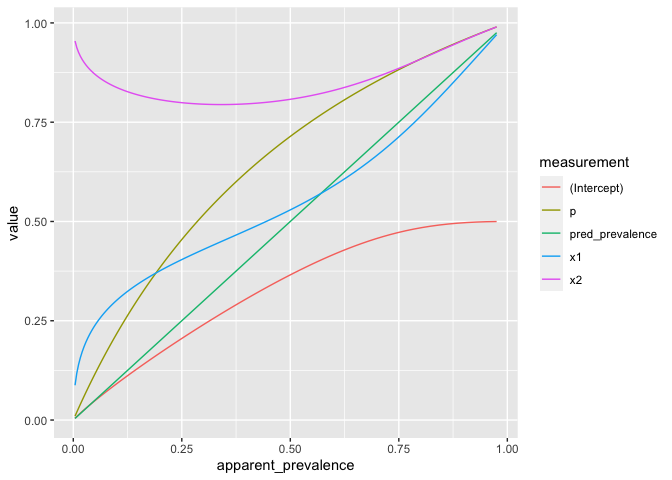 1.00
0.75
0.50
0.25
0.00
value
0.00 0.25 0.50 0.75 1.00
apparent_prevalence
measurement
(Intercept)
p
pred_prevalence
x1
x2